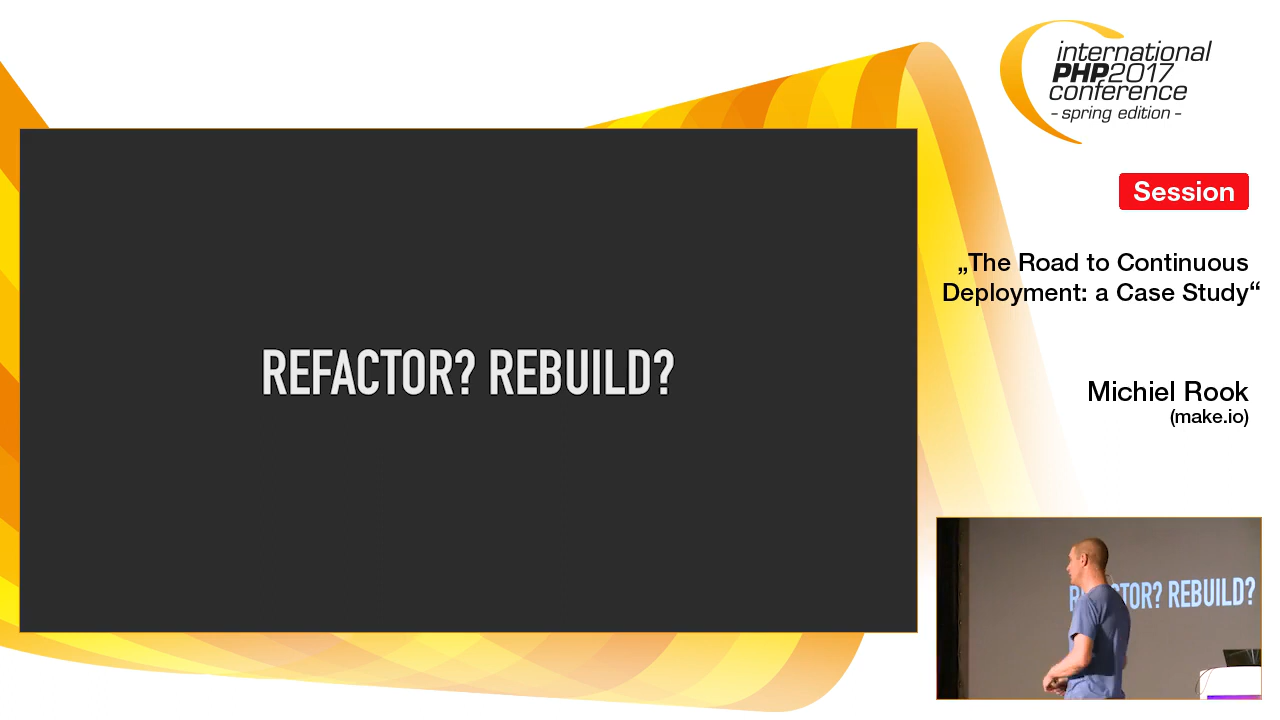 international
PHP2017
conference
- spring edition -
Session
„The Road to Continuous
Deployment: a Case Study“
Michiel Rook
(make.io)
REFACTOR? REBUILD?
TOR? REBUILD?